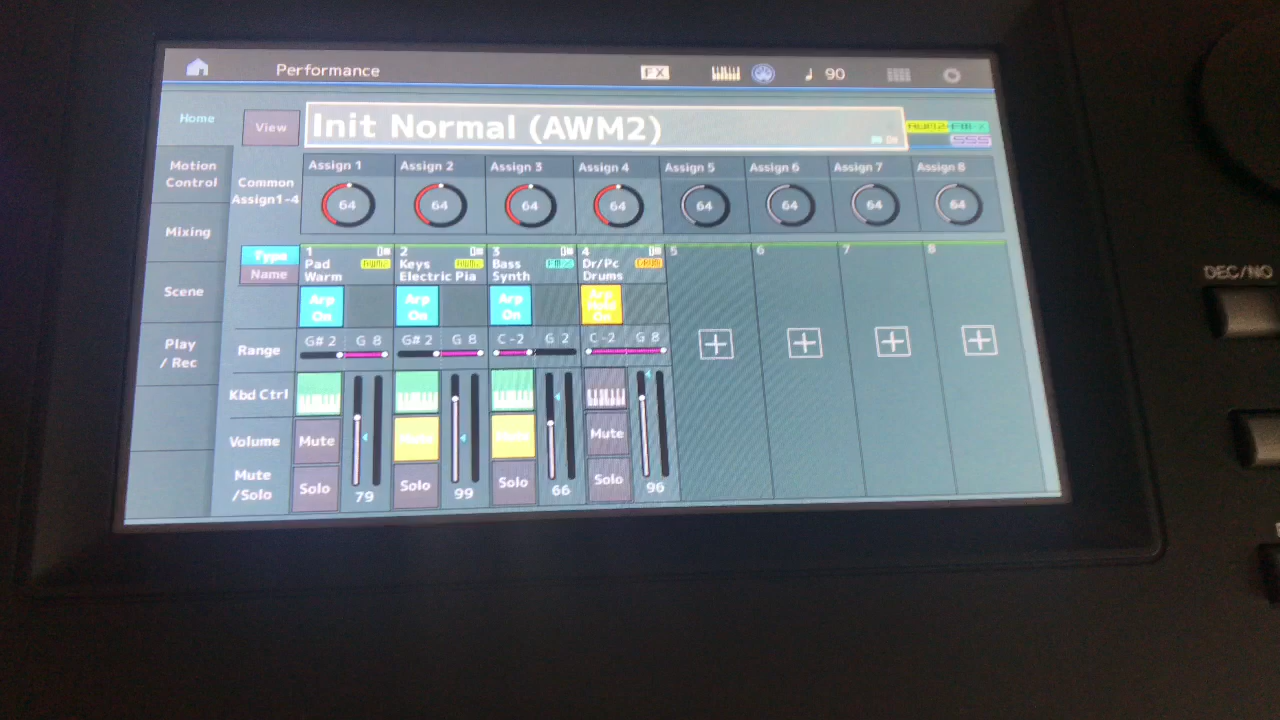 Performance FX ♩ 90
Home View Init Normal (AWM2)
Assign 1 Assign 2 Assign 3 Assign 4 Assign 5 Assign 6 Assign 7 Assign 8
Motion
Control
Common
Assign1-4
64 64 64 64 64 64 64 64
Mixing
Type
Name
1 2 3 4 5 6 7 8
Pad Keys Bass Dr/Pc
Warm Electric Pia Synth Drums
Scene
Arp
On
Arp
On
Arp
On
Arp
Hold
On
Play
/ Rec
Range G# 2 G 8 G# 2 G 8 C -2 G 2 C -2 G 8
Kbd Ctrl
Volume Mute Mute Mute Mute
Mute
/Solo
Solo Solo Solo Solo
79 99 66 96
DEC/NO